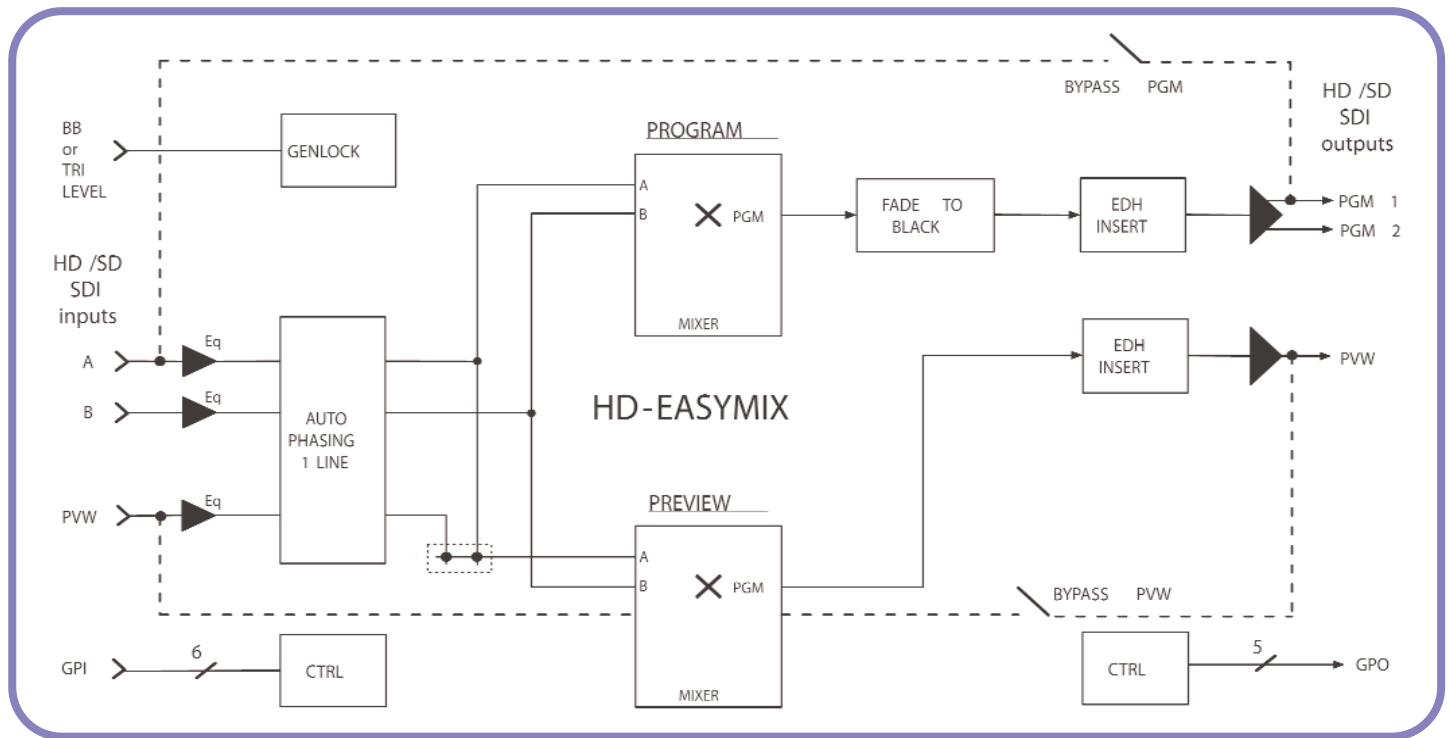 BYPASS PGM
HD /SD
SDI
outputs
BB
or
TRI
LEVEL
GENLOCK
PROGRAM
A
B
PGM
MIXER
FADE TO
BLACK
EDH
INSERT
PGM 1
PGM 2
HD /SD
SDI
inputs
A
Eq
B
Eq
PVW
Eq
AUTO
PHASING
1 LINE
HD-EASYMIX
EDH
INSERT
PVW
PREVIEW
A
B
PGM
MIXER
BYPASS PVW
GPI
6
CTRL
CTRL
5
GPO